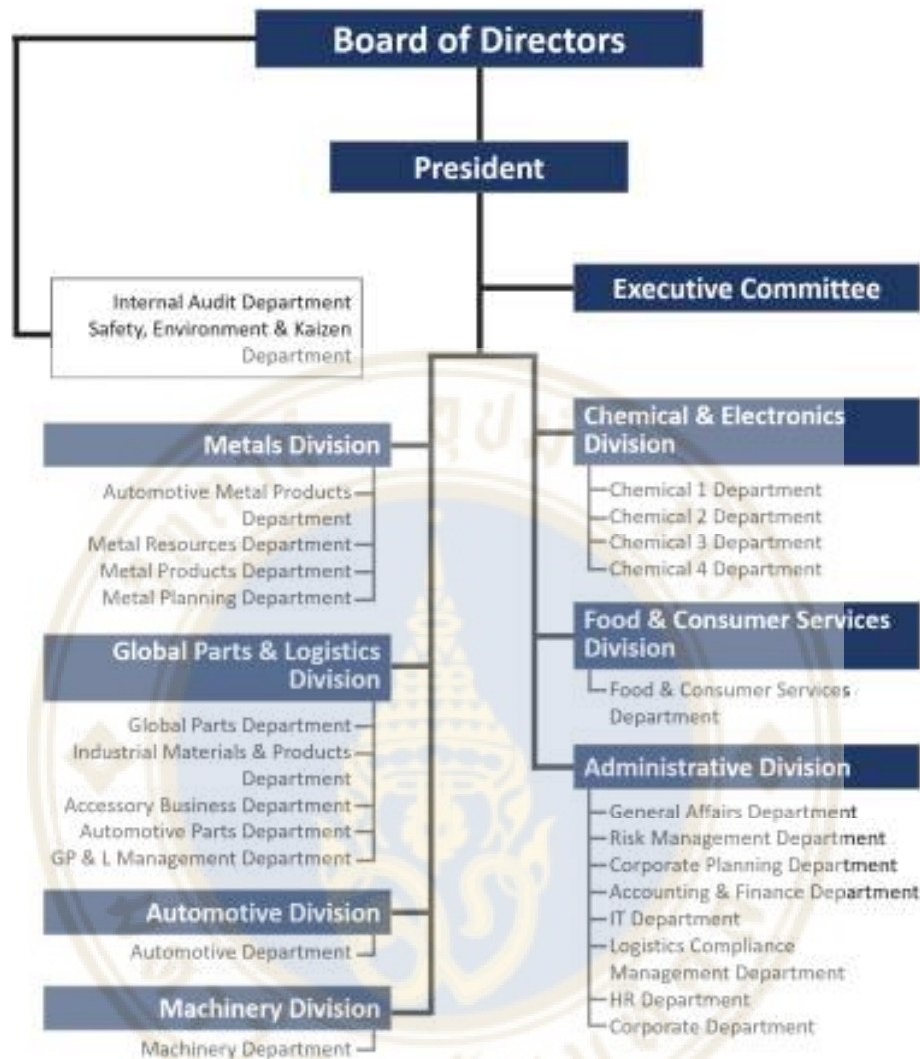 Board of Directors
President
Executive Committee
Internal Audit Department
Safety, Environment & Kaizen
Department
Metals Division
Automotive Metal Products
Department
Metal Resources Department
Metal Products Department
Metal Planning Department
Global Parts & Logistics
Division
Global Parts Department
Industrial Materials & Products
Department
Accessory Business Department
Automotive Parts Department
GP & L Management Department
Automotive Division
Automotive Department
Machinery Division
Machinery Department
Chemical & Electronics
Division
Chemical 1 Department
Chemical 2 Department
Chemical 3 Department
Chemical 4 Department
Food & Consumer Services
Division
Food & Consumer Services
Department
Administrative Division
General Affairs Department
Risk Management Department
Corporate Planning Department
Accounting & Finance Department
IT Department
Logistics Compliance
Management Department
HR Department
Corporate Department